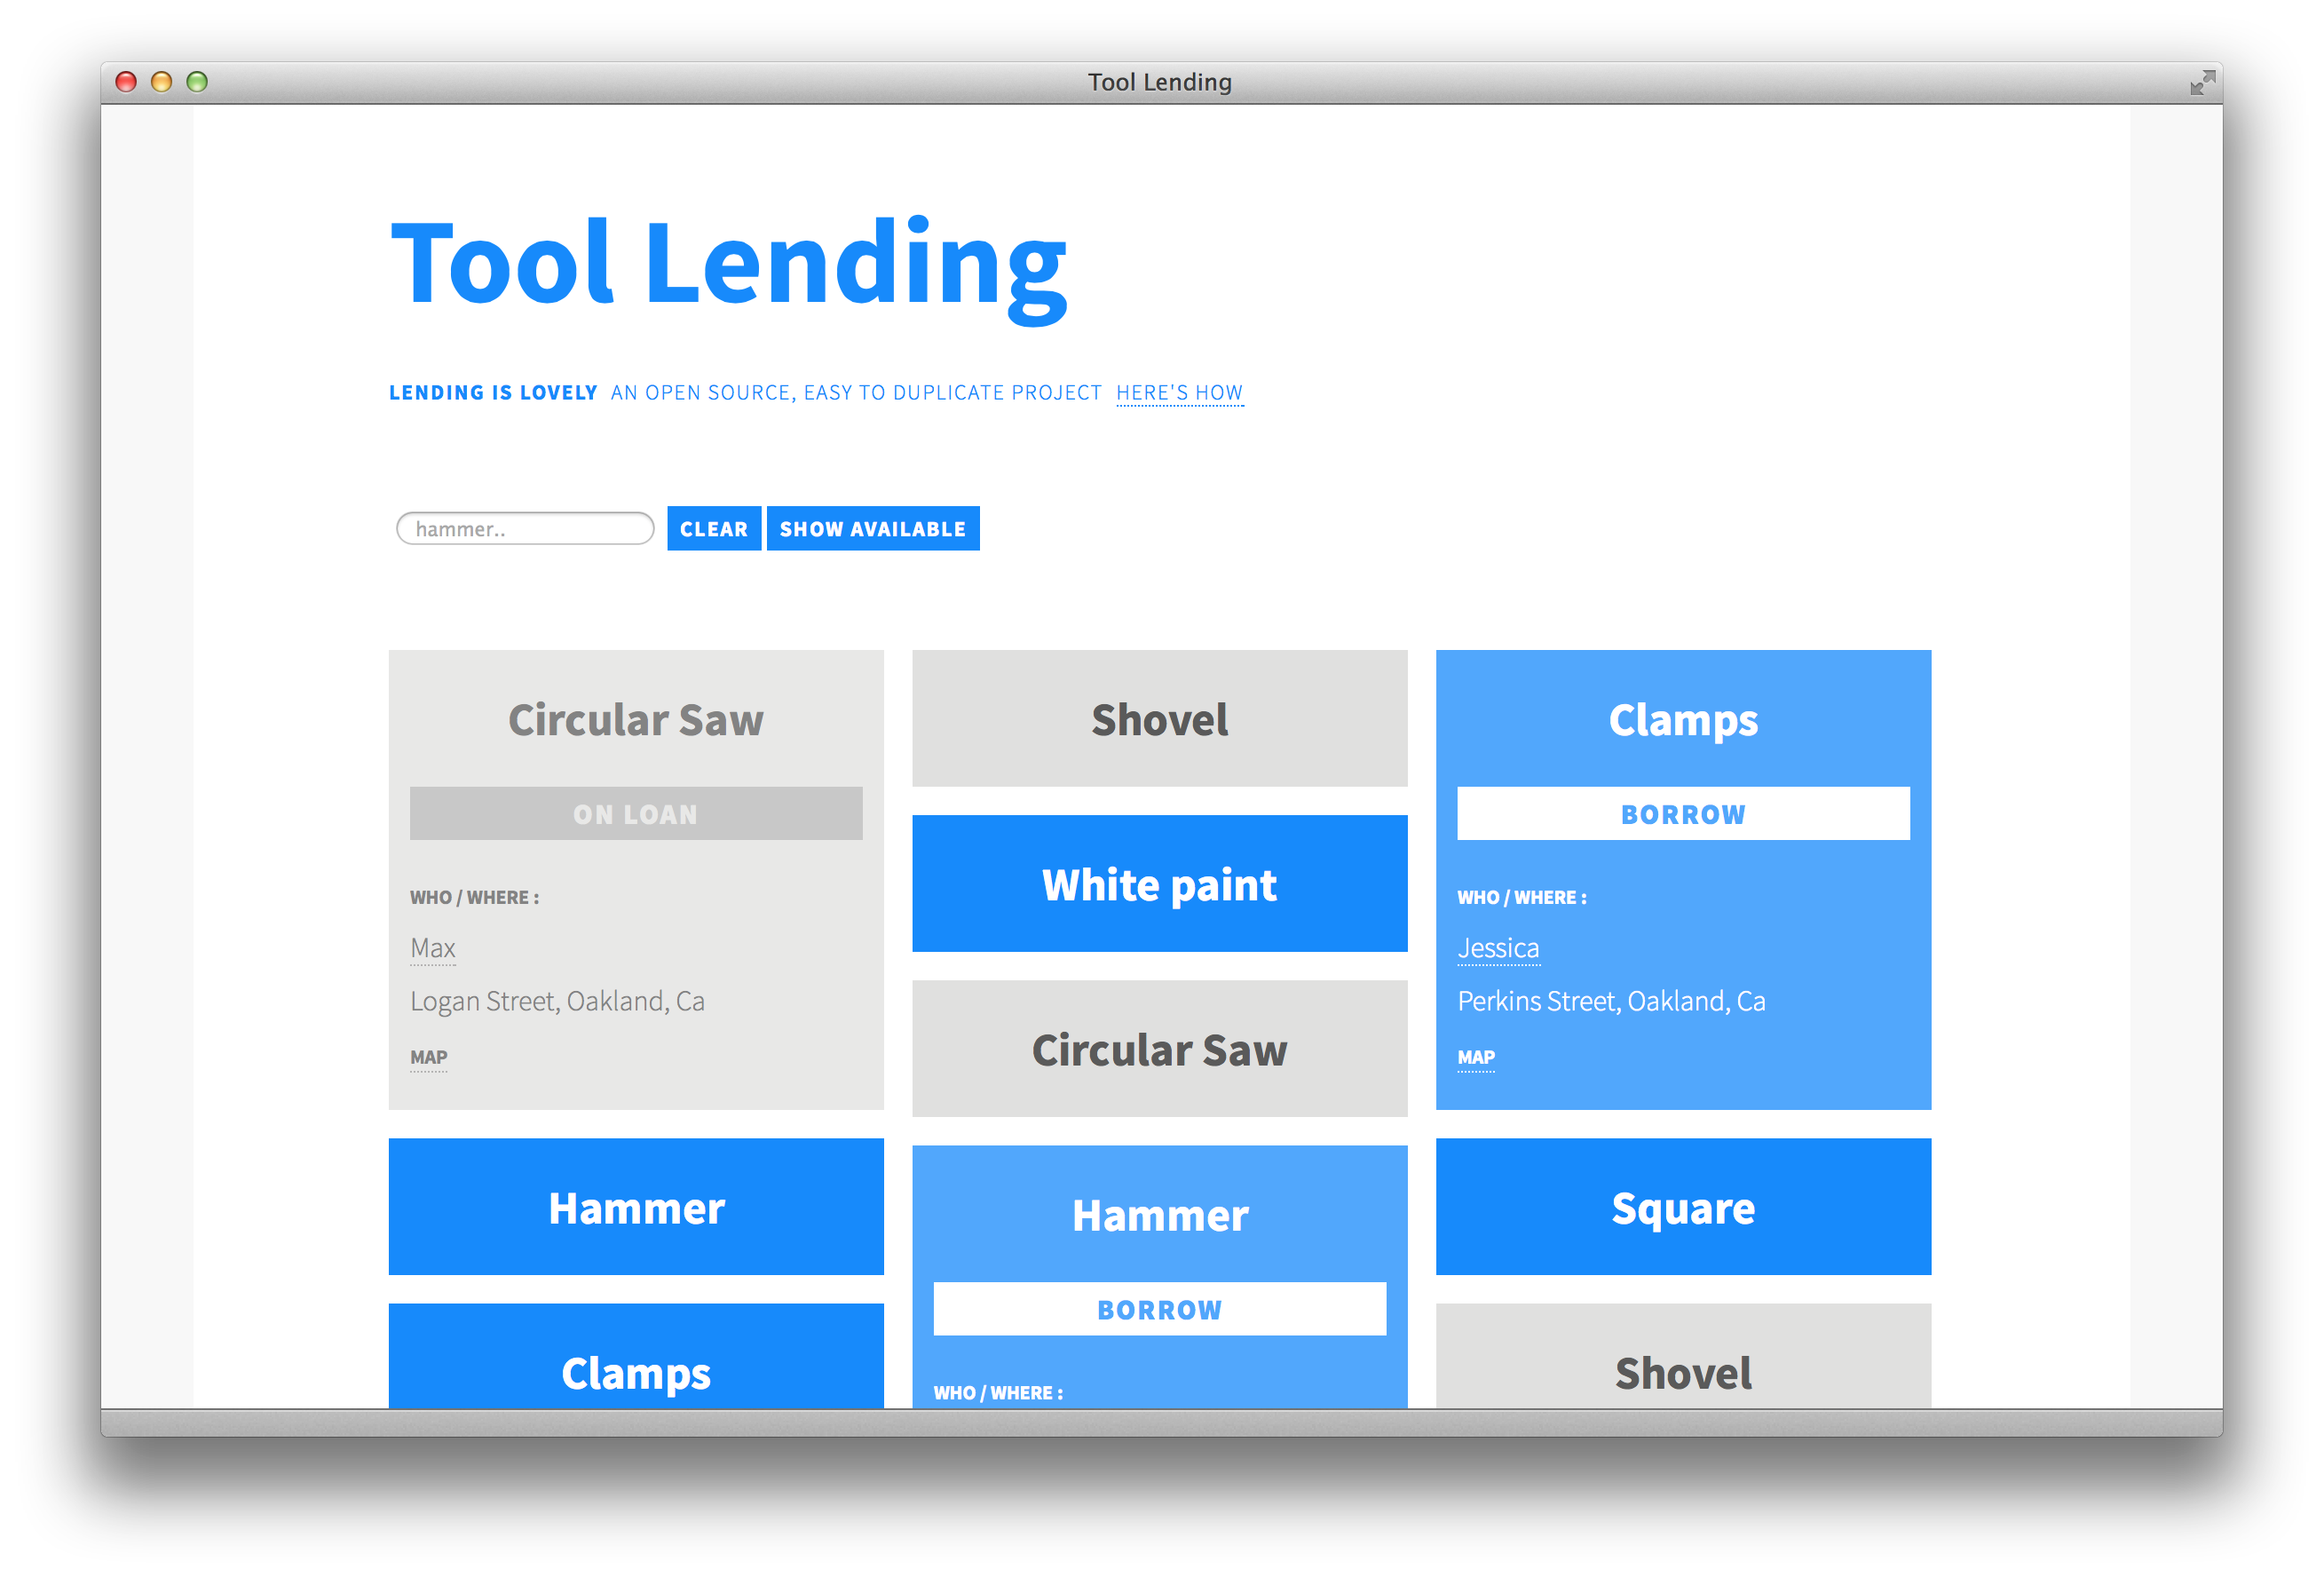 Tool Lending
Tool Lending
LENDING IS LOVELY AN OPEN SOURCE, EASY TO DUPLICATE PROJECT HERE'S HOW
hammer..
CLEAR
SHOW AVAILABLE
Circular Saw
ON LOAN
WHO / WHERE :
Max
Logan Street, Oakland, Ca
MAP
Hammer
Clamps
Shovel
White paint
Circular Saw
Hammer
BORROW
WHO / WHERE :
Clamps
BORROW
WHO / WHERE :
Jessica
Perkins Street, Oakland, Ca
MAP
Square
Shovel